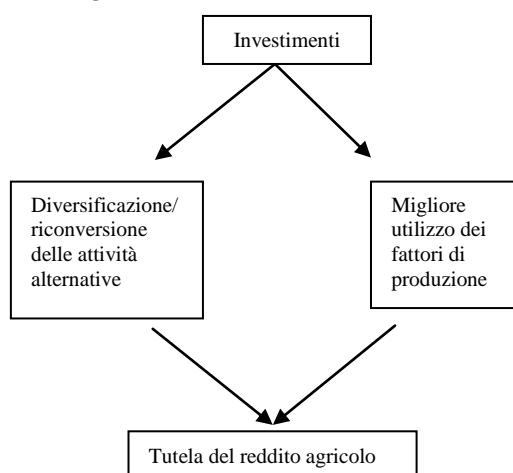 Investimenti
Diversificazione/
riconversione
delle attività
alternative
Migliore
utilizzo dei
fattori di
produzione
Tutela del reddito agricolo